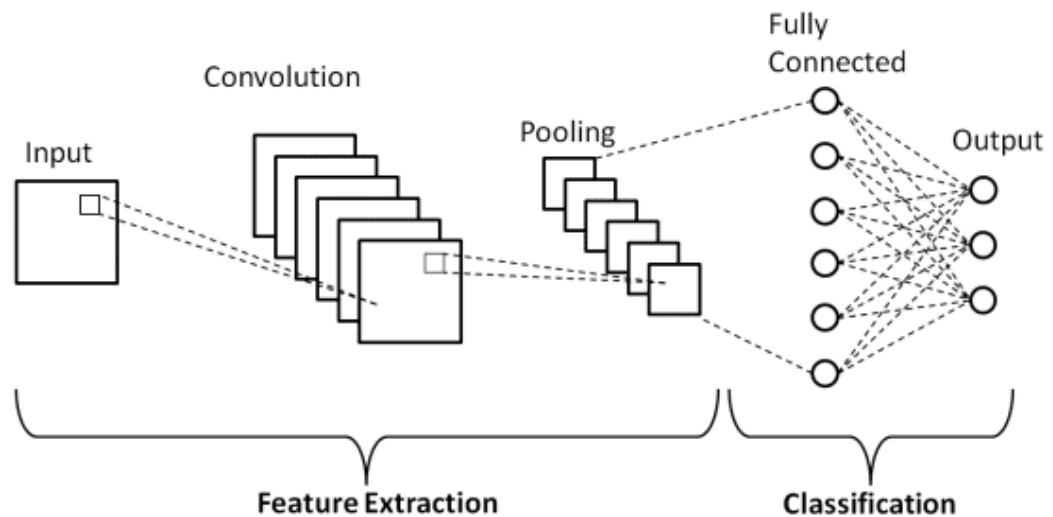 Input
Convolution
Pooling
Fully
Connected
Output
Feature Extraction
Classification